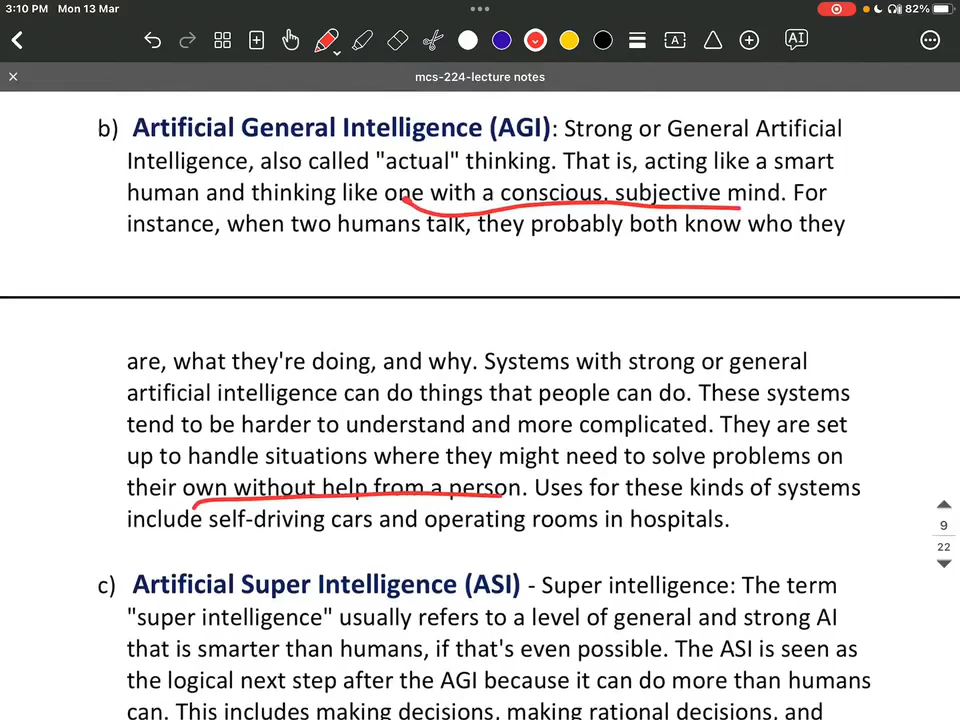 3:10 PM Mon 13 Mar
82%
A
AI
mcs-224-lecture notes
b) Artificial General Intelligence (AGI): Strong or General Artificial
Intelligence, also called "actual" thinking. That is, acting like a smart
human and thinking like one with a conscious, subjective mind. For
instance, when two humans talk, they probably both know who they
are, what they're doing, and why. Systems with strong or general
artificial intelligence can do things that people can do. These systems
tend to be harder to understand and more complicated. They are set
up to handle situations where they might need to solve problems on
their own without help from a person. Uses for these kinds of systems
include self-driving cars and operating rooms in hospitals.
9
22
c) Artificial Super Intelligence (ASI) - Super intelligence: The term
"super intelligence" usually refers to a level of general and strong AI
that is smarter than humans, if that's even possible. The ASI is seen as
the logical next step after the AGI because it can do more than humans
can. This includes making decisions, making rational decisions, and